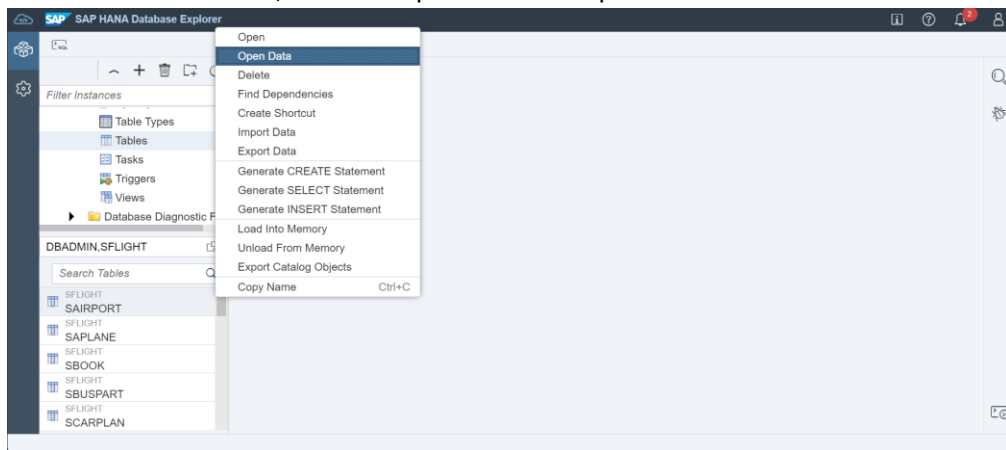 SAP SAP HANA Database Explorer
2
SQL
Filter Instances
Table Types
Tables
Tasks
Triggers
Views
Database Diagnostic F
DBADMIN,SFLIGHT
Search Tables
SFLIGHT
SAIRPORT
SFLIGHT
SAPLANE
SFLIGHT
SBOOK
SFLIGHT
SBUSPART
SFLIGHT
SCARPLAN
Open
Open Data
Delete
Find Dependencies
Create Shortcut
Import Data
Export Data
Generate CREATE Statement
Generate SELECT Statement
Generate INSERT Statement
Load Into Memory
Unload From Memory
Export Catalog Objects
Copy Name Ctrl+C